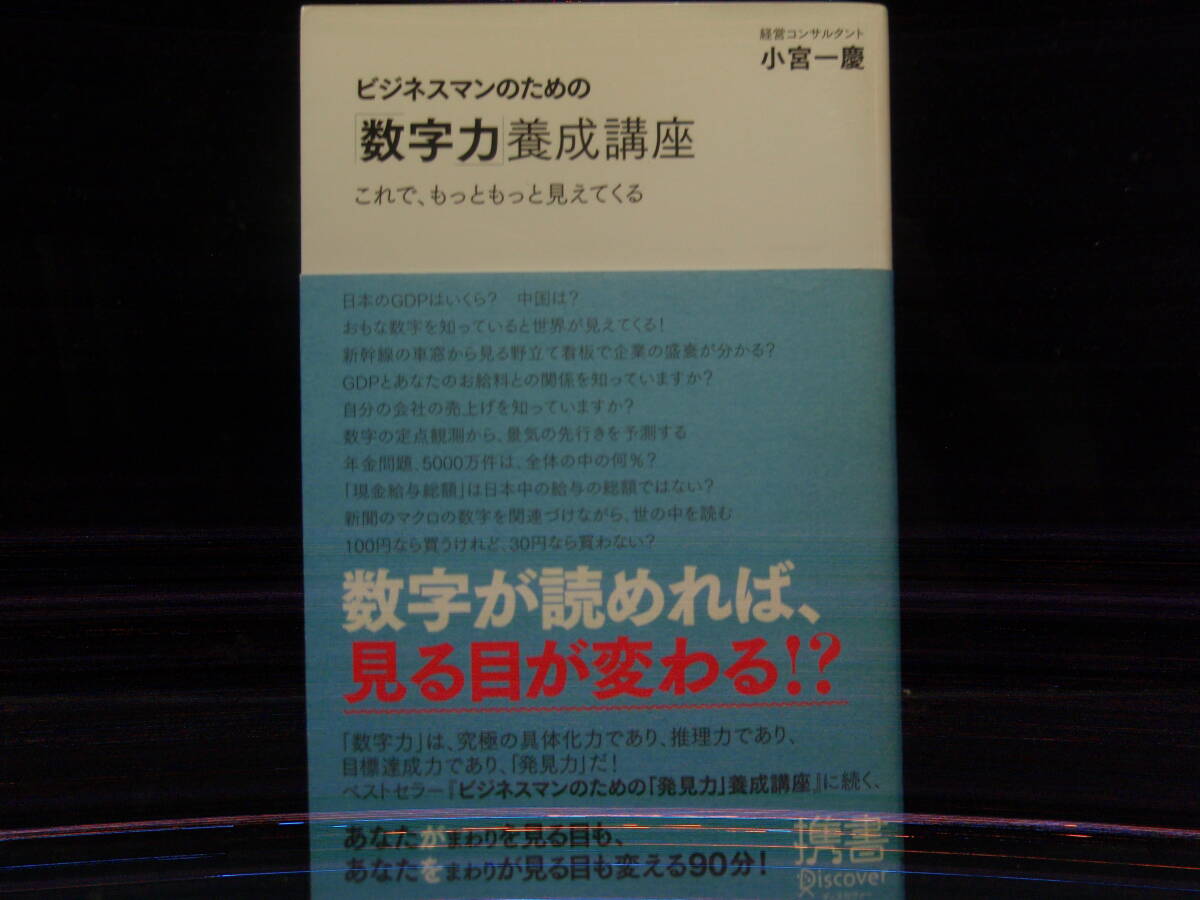 経営コンサルタント
小宮一慶
ビジネスマンのための
「数字力」養成講座
これで、もっともっと見えてくる
日本のGDPはいくら? 中国は?
おもな数字を知っていると世界が見えてくる!
新幹線の車窓から見る野立て看板で企業の盛衰が分かる?
GDPとあなたのお給料との関係を知っていますか?
自分の会社の売上げを知っていますか?
数字の定点観測から、景気の先行きを予測する
年金問題、5000万件は、全体の中の何%?
「現金給与総額」は日本中の給与の総額ではない?
新聞のマクロの数字を関連づけながら、世の中を読む
100円なら買うけれど、30円なら買わない?
数字が読めれば、
見る目が変わる!?
「数字力」は、究極の具体化力であり、推理力であり、
目標達成力であり、「発見力」だ!
ベストセラー『ビジネスマンのための「発見力」養成講座』に続く、
あなたがまわりを見る目も、
あなたをまわりが見る目も変える90分!
携書
Discover